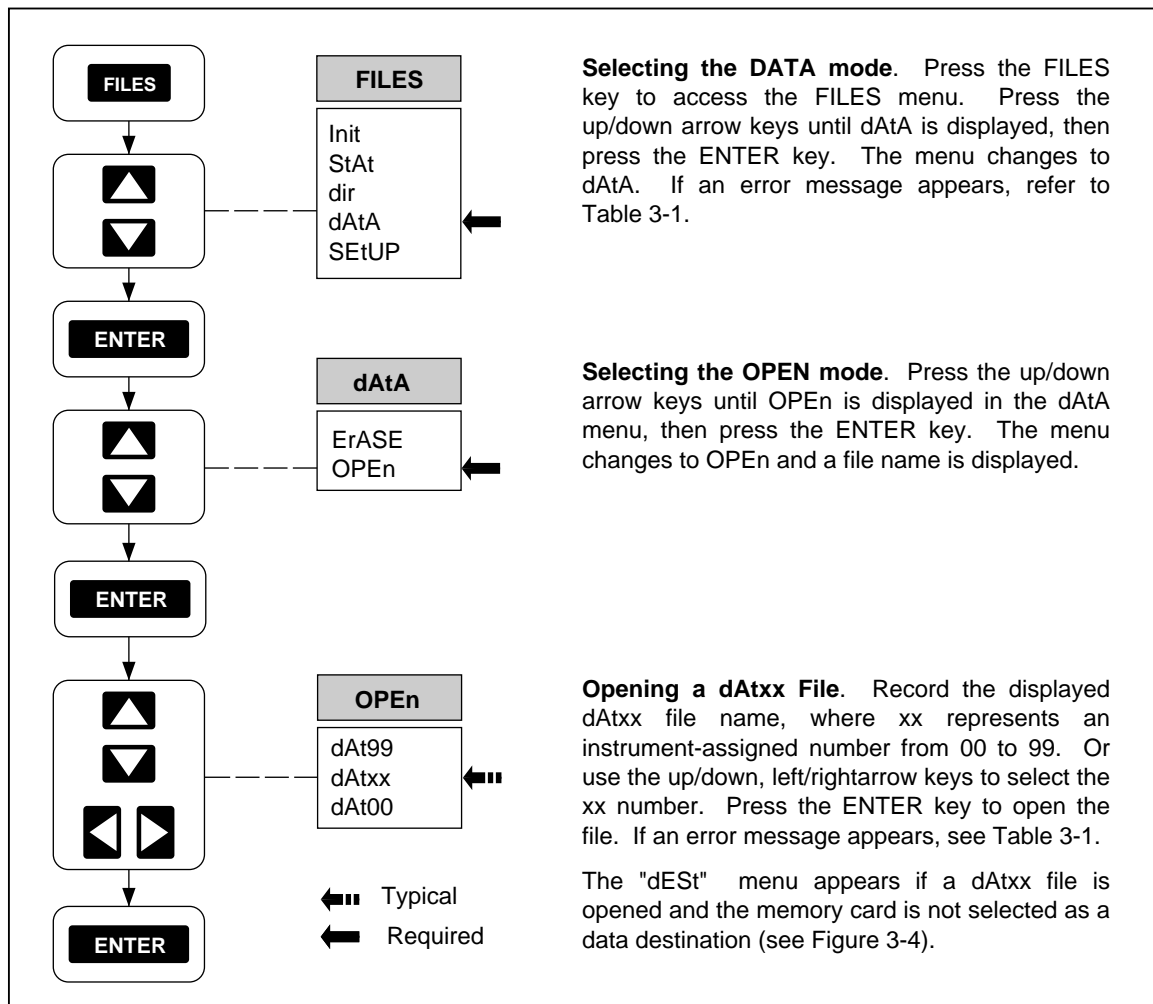 FILES
FILES
Init
StAt
dir
dAtA
SEtUP
Selecting the DATA mode. Press the FILES
key to access the FILES menu. Press the
up/down arrow keys until dAtA is displayed, then
press the ENTER key. The menu changes to
dAtA. If an error message appears, refer to
Table 3-1.
ENTER
dAtA
ErASE
OPEn
Selecting the OPEN mode. Press the up/down
arrow keys until OPEn is displayed in the dAtA
menu, then press the ENTER key. The menu
changes to OPEn and a file name is displayed.
ENTER
OPEn
dAt99
dAtxx
dAt00
Opening a dAtxx File. Record the displayed
dAtxx file name, where xx represents an
instrument-assigned number from 00 to 99. Or
use the up/down, left/rightarrow keys to select the
xx number. Press the ENTER key to open the
file. If an error message appears, see Table 3-1.
The "dESt" menu appears if a dAtxx file is
opened and the memory card is not selected as a
data destination (see Figure 3-4).
Typical
Required
ENTER